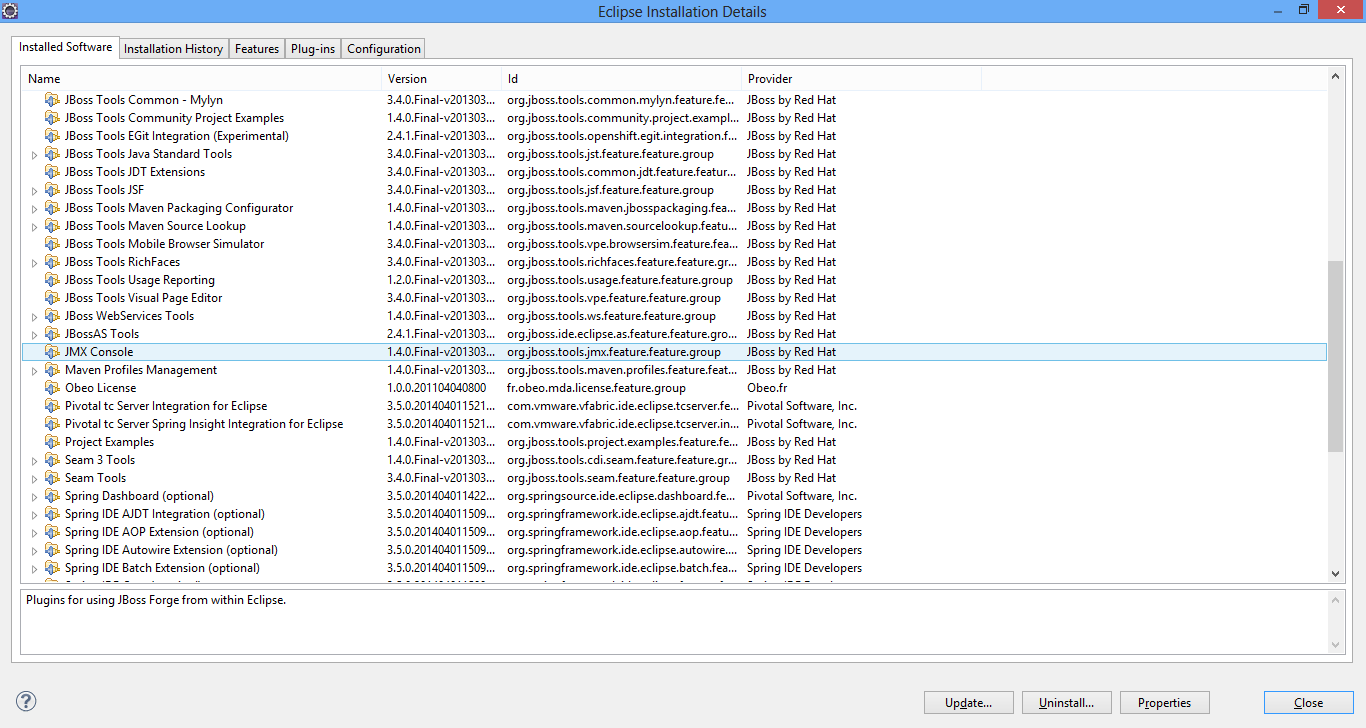 Eclipse Installation Details
Installed Software Installation History Features Plug-ins Configuration
Name Version Id Provider
JBoss Tools Common - Mylyn 3.4.0.Final-v201303... org.jboss.tools.common.mylyn.feature.fe... JBoss by Red Hat
JBoss Tools Community Project Examples 1.4.0.Final-v201303... org.jboss.tools.community.project.exampl... JBoss by Red Hat
JBoss Tools EGit Integration (Experimental) 2.4.1.Final-v201303... org.jboss.tools.openshift.egit.integration.f... JBoss by Red Hat
JBoss Tools Java Standard Tools 3.4.0.Final-v201303... org.jboss.tools.jst.feature.feature.group JBoss by Red Hat
JBoss Tools JDT Extensions 3.4.0.Final-v201303... org.jboss.tools.common.jdt.feature.featur... JBoss by Red Hat
JBoss Tools JSF 3.4.0.Final-v201303... org.jboss.tools.jsf.feature.feature.group JBoss by Red Hat
JBoss Tools Maven Packaging Configurator 1.4.0.Final-v201303... org.jboss.tools.maven.jbosspackaging.fea... JBoss by Red Hat
JBoss Tools Maven Source Lookup 1.4.0.Final-v201303... org.jboss.tools.maven.sourcelookup.featu... JBoss by Red Hat
JBoss Tools Mobile Browser Simulator 3.4.0.Final-v201303... org.jboss.tools.vpe.browsersim.feature.fea... JBoss by Red Hat
JBoss Tools RichFaces 3.4.0.Final-v201303... org.jboss.tools.richfaces.feature.feature.gr... JBoss by Red Hat
JBoss Tools Usage Reporting 1.2.0.Final-v201303... org.jboss.tools.usage.feature.feature.group JBoss by Red Hat
JBoss Tools Visual Page Editor 3.4.0.Final-v201303... org.jboss.tools.vpe.feature.feature.group JBoss by Red Hat
JBoss WebServices Tools 1.4.0.Final-v201303... org.jboss.tools.ws.feature.feature.group JBoss by Red Hat
JBossAS Tools 2.4.1.Final-v201303... org.jboss.ide.eclipse.as.feature.feature.gro... JBoss by Red Hat
JMX Console 1.4.0.Final-v201303... org.jboss.tools.jmx.feature.feature.group JBoss by Red Hat
Maven Profiles Management 1.4.0.Final-v201303... org.jboss.tools.maven.profiles.feature.feat... JBoss by Red Hat
Obeo License 1.0.0.201104040800 fr.obeo.mda.license.feature.group Obeo.fr
Pivotal tc Server Integration for Eclipse 3.5.0.201404011521... com.vmware.vfabric.ide.eclipse.tcserver.fe... Pivotal Software, Inc.
Pivotal tc Server Spring Insight Integration for Eclipse 3.5.0.201404011521... com.vmware.vfabric.ide.eclipse.tcserver.in... Pivotal Software, Inc.
Project Examples 1.4.0.Final-v201303... org.jboss.tools.project.examples.feature.fe... JBoss by Red Hat
Seam 3 Tools 1.4.0.Final-v201303... org.jboss.tools.cdi.seam.feature.feature.gr... JBoss by Red Hat
Seam Tools 1.4.0.Final-v201303... org.jboss.tools.seam.feature.feature.group JBoss by Red Hat
Spring Dashboard (optional) 3.5.0.201404011422... org.springsource.ide.eclipse.dashboard.fe... Pivotal Software, Inc.
Spring IDE AJDT Integration (optional) 3.5.0.201404011509... org.springframework.ide.eclipse.ajdt.featu... Spring IDE Developers
Spring IDE AOP Extension (optional) 3.5.0.201404011509... org.springframework.ide.eclipse.aop.featu... Spring IDE Developers
Spring IDE Autowire Extension (optional) 3.5.0.201404011509... org.springframework.ide.eclipse.autowire.... Spring IDE Developers
Spring IDE Batch Extension (optional) 3.5.0.201404011509... org.springframework.ide.eclipse.batch.fea... Spring IDE Developers
Plugins for using JBoss Forge from within Eclipse.
Update... Uninstall... Properties Close